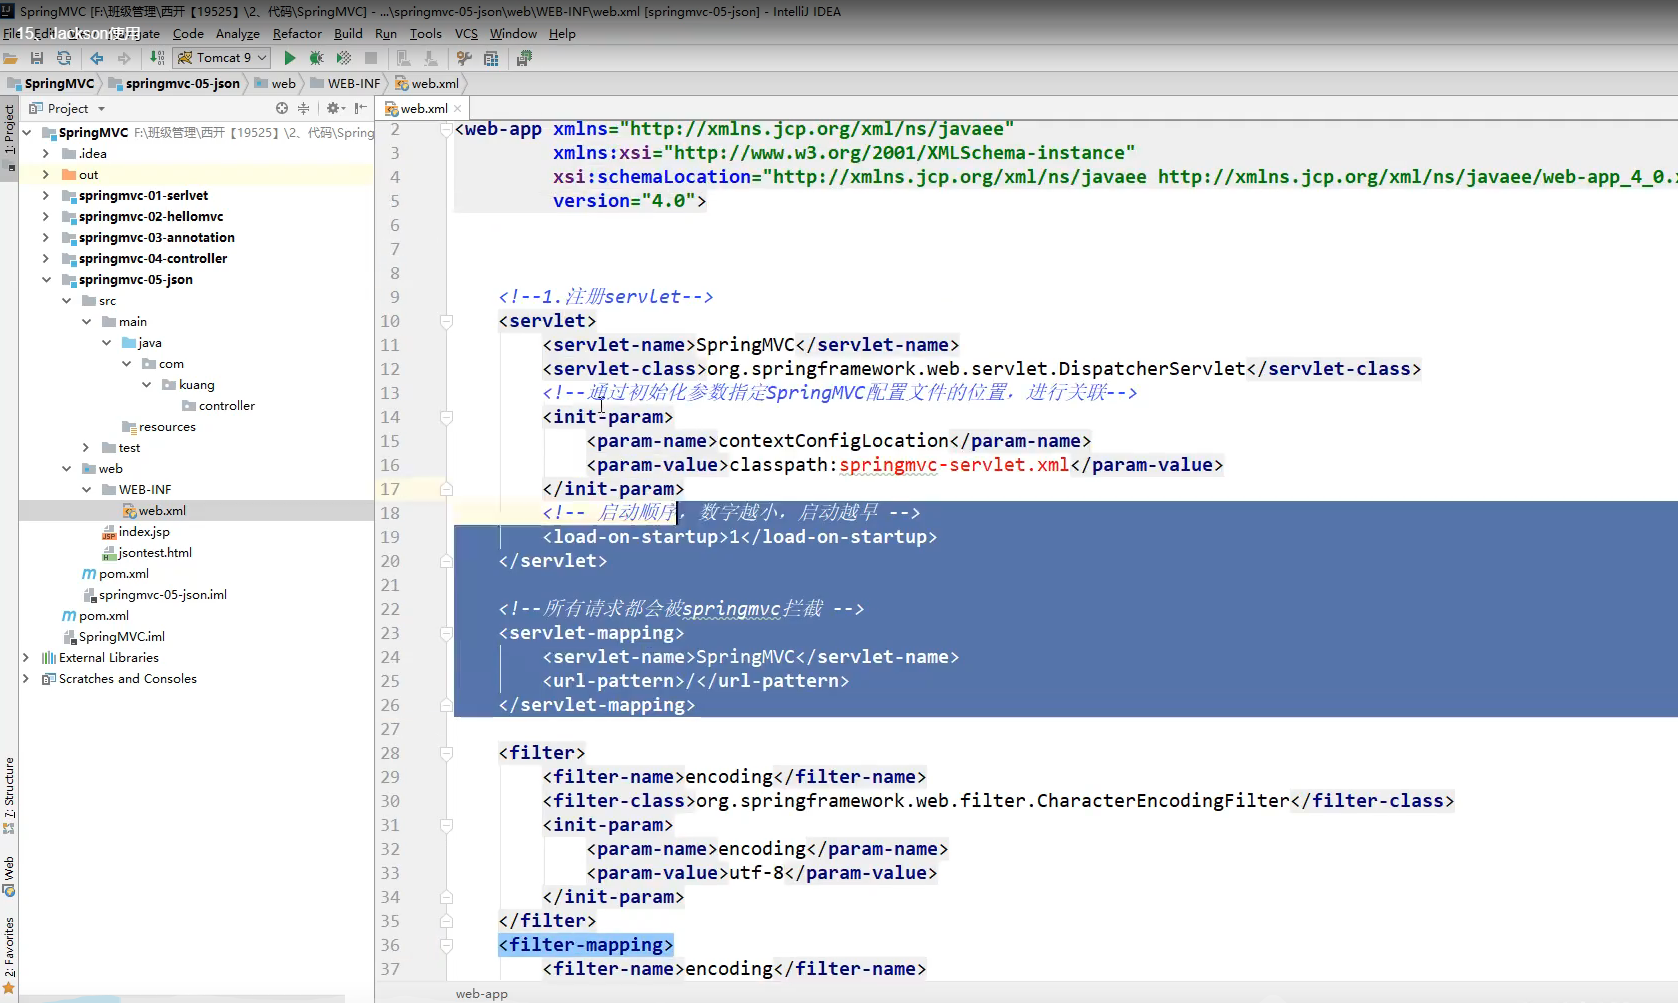 SpringMVC [F:\班级管理\西开【19525】\2、代码\SpringMVC] - ...\springmvc-05-json\web\WEB-INF\web.xml [springmvc-05-json] - IntelliJ IDEA
15、Jackson使用
File Edit View Navigate Code Analyze Refactor Build Run Tools VCS Window Help
Tomcat 9
SpringMVC springmvc-05-json web WEB-INF web.xml
1: Project
7: Structure
Web
2: Favorites
Project
SpringMVC F:\班级管理\西开【19525】\2、代码\Spring
.idea
out
springmvc-01-serlvet
springmvc-02-hellomvc
springmvc-03-annotation
springmvc-04-controller
springmvc-05-json
src
main
java
com
kuang
controller
resources
test
web
WEB-INF
web.xml
index.jsp
jsontest.html
pom.xml
springmvc-05-json.iml
pom.xml
SpringMVC.iml
External Libraries
Scratches and Consoles
web.xml
2 <web-app xmlns="http://xmlns.jcp.org/xml/ns/javaee"
3 xmlns:xsi="http://www.w3.org/2001/XMLSchema-instance"
4 xsi:schemaLocation="http://xmlns.jcp.org/xml/ns/javaee http://xmlns.jcp.org/xml/ns/javaee/web-app_4_0.x
5 version="4.0">
6
7
8
9 <!--1.注册servlet-->
10 <servlet>
11 <servlet-name>SpringMVC</servlet-name>
12 <servlet-class>org.springframework.web.servlet.DispatcherServlet</servlet-class>
13 <!--通过初始化参数指定SpringMVC配置文件的位置，进行关联-->
14 <init-param>
15 <param-name>contextConfigLocation</param-name>
16 <param-value>classpath:springmvc-servlet.xml</param-value>
17 </init-param>
18 <!-- 启动顺序，数字越小，启动越早 -->
19 <load-on-startup>1</load-on-startup>
20 </servlet>
21
22 <!--所有请求都会被springmvc拦截 -->
23 <servlet-mapping>
24 <servlet-name>SpringMVC</servlet-name>
25 <url-pattern>/</url-pattern>
26 </servlet-mapping>
27
28 <filter>
29 <filter-name>encoding</filter-name>
30 <filter-class>org.springframework.web.filter.CharacterEncodingFilter</filter-class>
31 <init-param>
32 <param-name>encoding</param-name>
33 <param-value>utf-8</param-value>
34 </init-param>
35 </filter>
36 <filter-mapping>
37 <filter-name>encoding</filter-name>
web-app